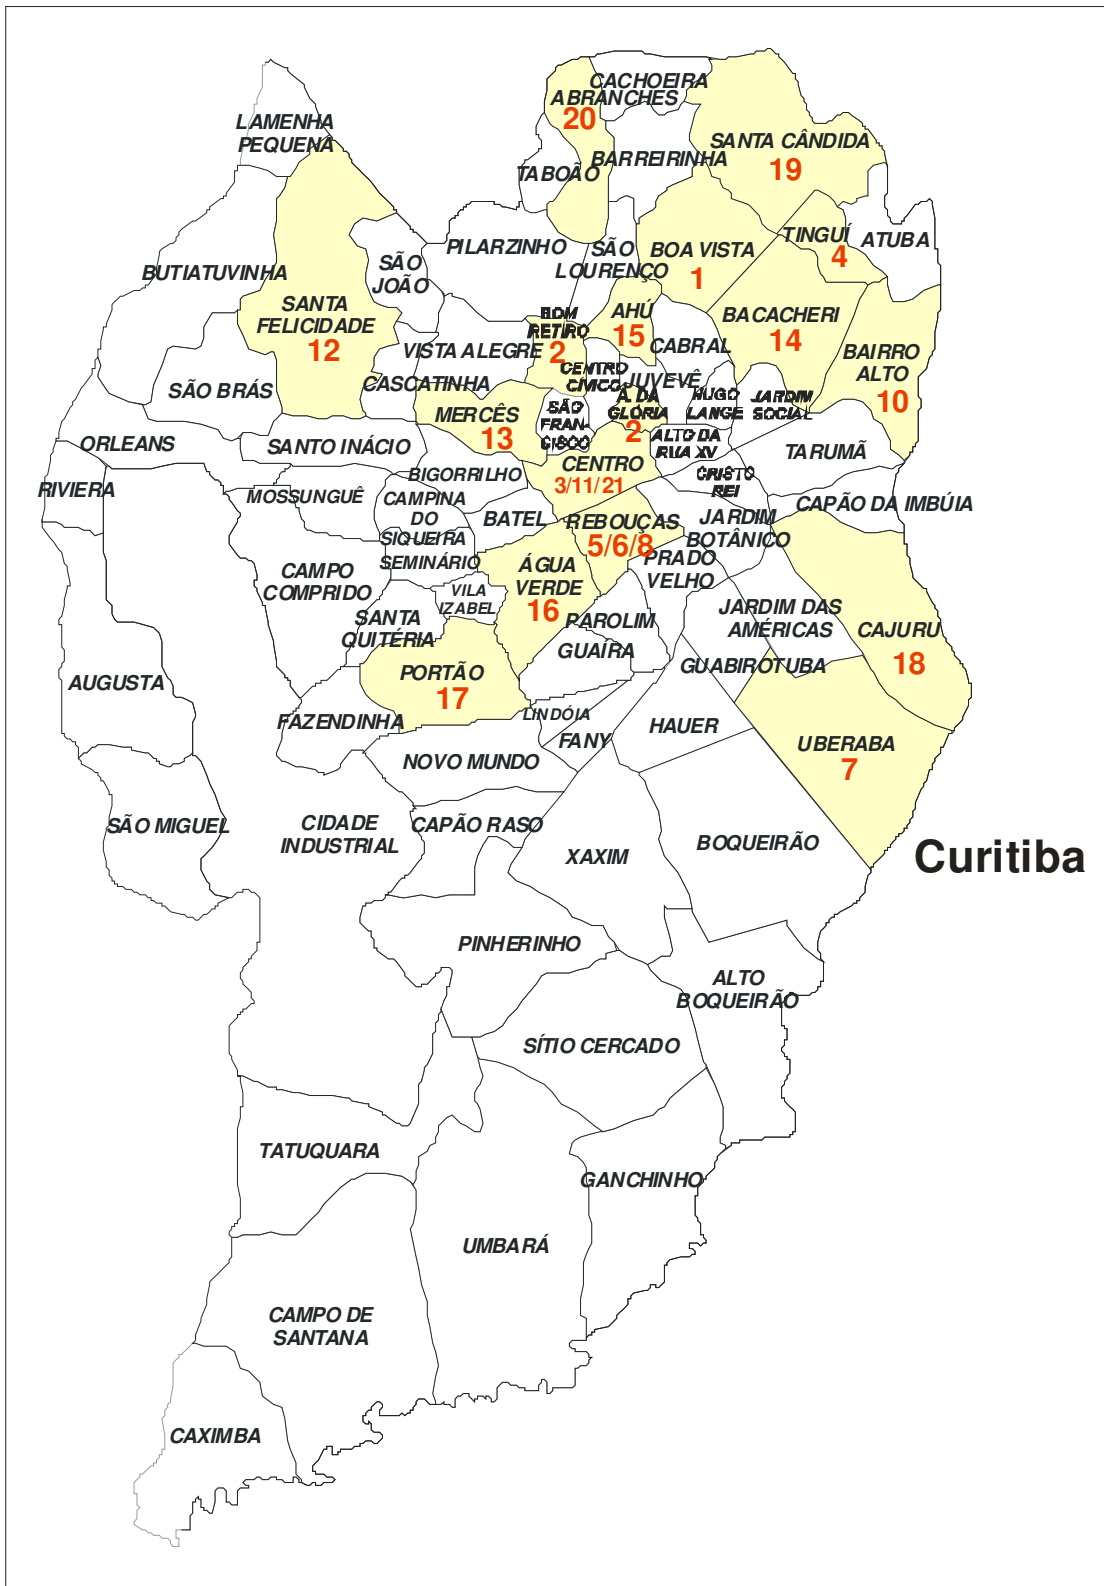 CACHOEIRA
ABRANCHES
20
LAMENHA
PEQUENA
SANTA CÂNDIDA
19
BARREIRINHA
TABOÃO
TINGUÍ
4
ATUBA
PILARZINHO
SÃO
LOURENÇO
BOA VISTA
1
BUTIATUVINHA
SÃO
JOÃO
SANTA
FELICIDADE
12
AHÚ
15
BACACHERI
14
BOM
RETIRO
2
CABRAL
BAIRRO
ALTO
10
VISTA ALEGRE
CENTRO
CÍVICO
JUVEVÊ
CASCATINHA
SÃO BRÁS
MERCÊS
13
SÃO
FRAN-
CISCO
A. DA
GLÓRIA
2
HUGO
LANGE
JARDIM
SOCIAL
ORLEANS
SANTO INÁCIO
ALTO DA
RUA XV
TARUMÃ
CENTRO
3/11/21
CRISTO
REI
BIGORRILHO
RIVIERA
MOSSUNGUÊ
CAMPINA
DO
SIQUEIRA
BATEL
CAPÃO DA IMBÚIA
REBOUÇAS
5/6/8
JARDIM
BOTÂNICO
SEMINÁRIO
PRADO
VELHO
ÁGUA
VERDE
16
CAMPO
COMPRIDO
VILA
IZABEL
SANTA
QUITÉRIA
PAROLIM
JARDIM DAS
AMÉRICAS
CAJURU
18
GUAÍRA
GUABIROTUBA
PORTÃO
17
AUGUSTA
FAZENDINHA
LINDÓIA
FANY
HAUER
UBERABA
7
NOVO MUNDO
SÃO MIGUEL
CIDADE
INDUSTRIAL
CAPÃO RASO
XAXIM
BOQUEIRÃO
Curitiba
PINHERINHO
ALTO
BOQUEIRÃO
SÍTIO CERCADO
TATUQUARA
GANCHINHO
UMBARÁ
CAMPO DE
SANTANA
CAXIMBA